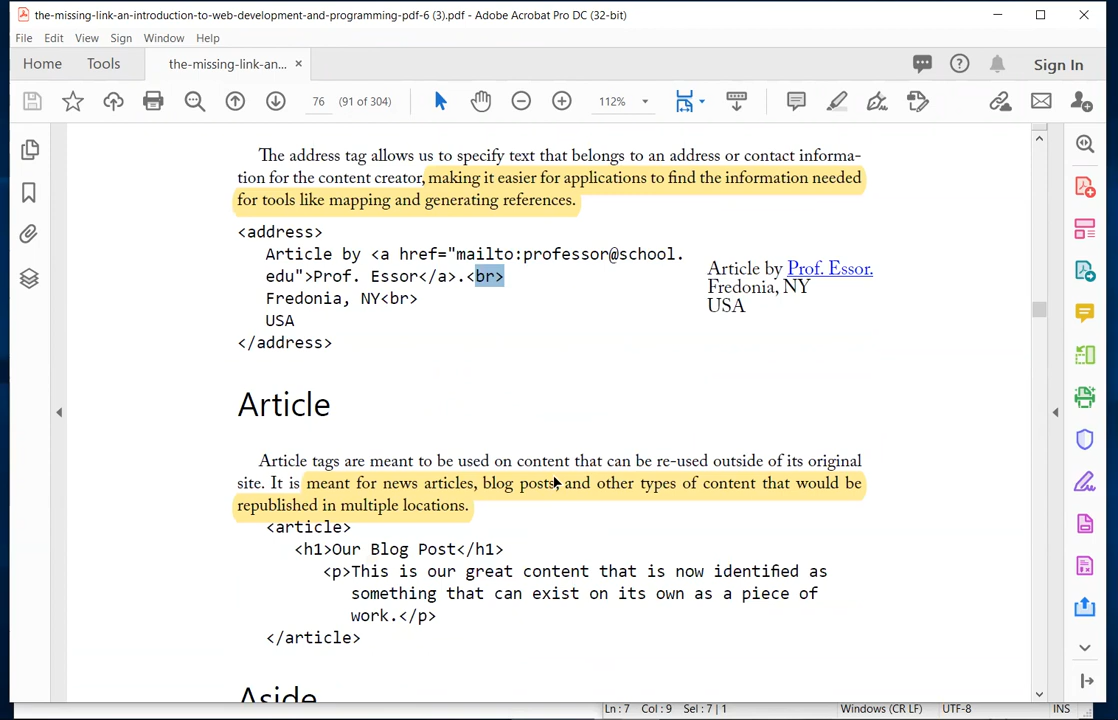 the-missing-link-an-introduction-to-web-development-and-programming-pdf-6 (3).pdf - Adobe Acrobat Pro DC (32-bit)
File Edit View Sign Window Help
Home Tools the-missing-link-an... × Sign In
76 (91 of 304) 112%
The address tag allows us to specify text that belongs to an address or contact informa-
tion for the content creator, making it easier for applications to find the information needed
for tools like mapping and generating references.
<address>
Article by <a href="mailto:professor@school.
edu">Prof. Essor</a>.<br>
Fredonia, NY<br>
USA
</address>
Article by Prof. Essor.
Fredonia, NY
USA
Article
Article tags are meant to be used on content that can be re-used outside of its original
site. It is meant for news articles, blog posts, and other types of content that would be
republished in multiple locations.
<article>
<h1>Our Blog Post</h1>
<p>This is our great content that is now identified as
something that can exist on its own as a piece of
work.</p>
</article>
Aside
Ln : 7 Col : 9 Sel : 7 | 1 Windows (CR LF) UTF-8 INS